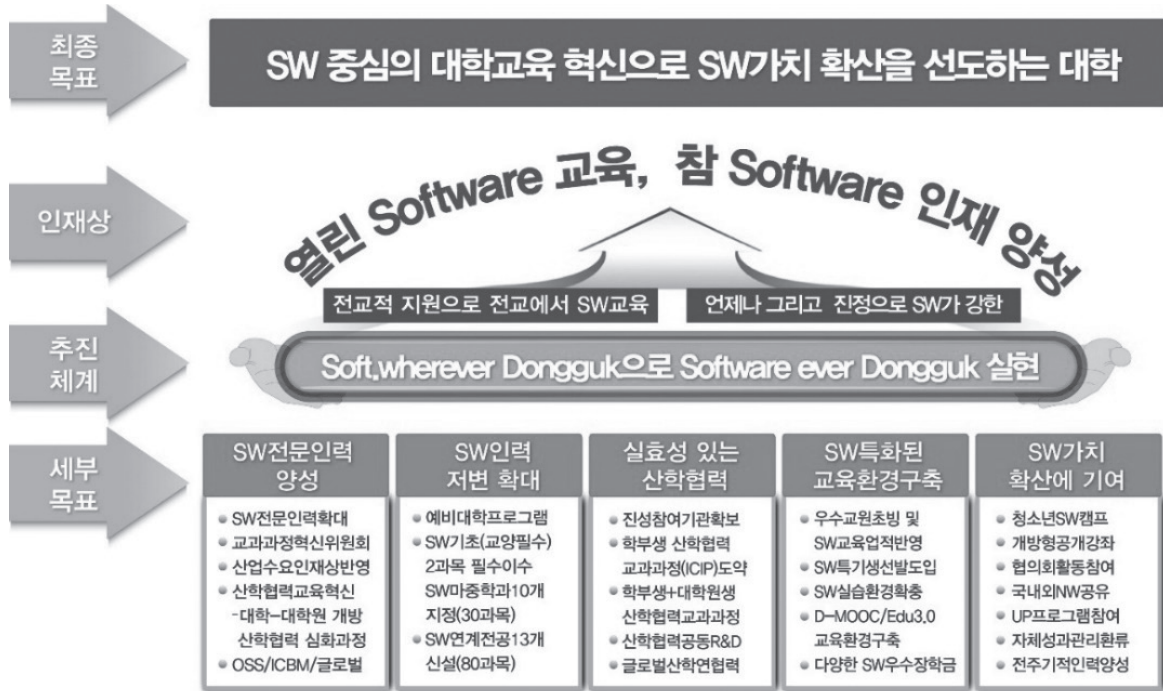 최종
목표
SW 중심의 대학교육 혁신으로 SW가치 확산을 선도하는 대학
인재상
열린 Software 교육, 참 Software 인재 양성
전교적 지원으로 전교에서 SW교육
언제나 그리고 진정으로 SW가 강한
추진
체계
Soft.wherever Dongguk으로 Software ever Dongguk 실현
세부
목표
SW전문인력
양성
● SW전문인력확대
● 교과과정혁신위원회
● 산업수요인재상반영
● 산학협력교육혁신
-대학-대학원 개방
산학협력 심화과정
● OSS/ICBM/글로벌
SW인력
저변 확대
● 예비대학프로그램
● SW기초(교양필수)
2과목 필수이수
SW마중학과10개
지정(30과목)
● SW연계전공13개
신설(80과목)
실효성 있는
산학협력
● 진성참여기관확보
● 학부생 산학협력
교과과정(ICIP)도약
● 학부생+대학원생
산학협력교과과정
● 산학협력공동R&D
● 글로벌산학연협력
SW특화된
교육환경구축
● 우수교원초빙 및
SW교육업적반영
● SW특기생선발도입
● SW실습환경확충
● D-MOOC/Edu3.0
교육환경구축
● 다양한 SW우수장학금
SW가치
확산에 기여
● 청소년SW캠프
● 개방형공개강좌
● 협의회활동참여
● 국내외NW공유
● UP프로그램참여
● 자체성과관리환류
● 전주기적인력양성